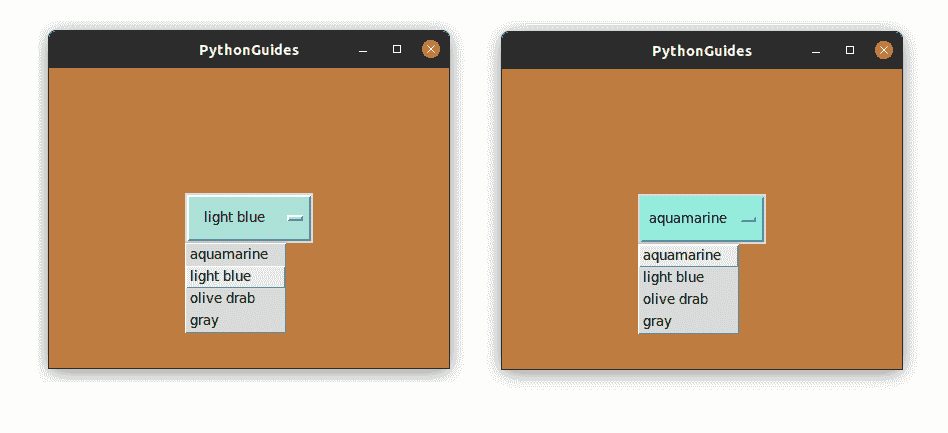 PythonGuides
light blue
aquamarine
light blue
olive drab
gray
PythonGuides
aquamarine
aquamarine
light blue
olive drab
gray